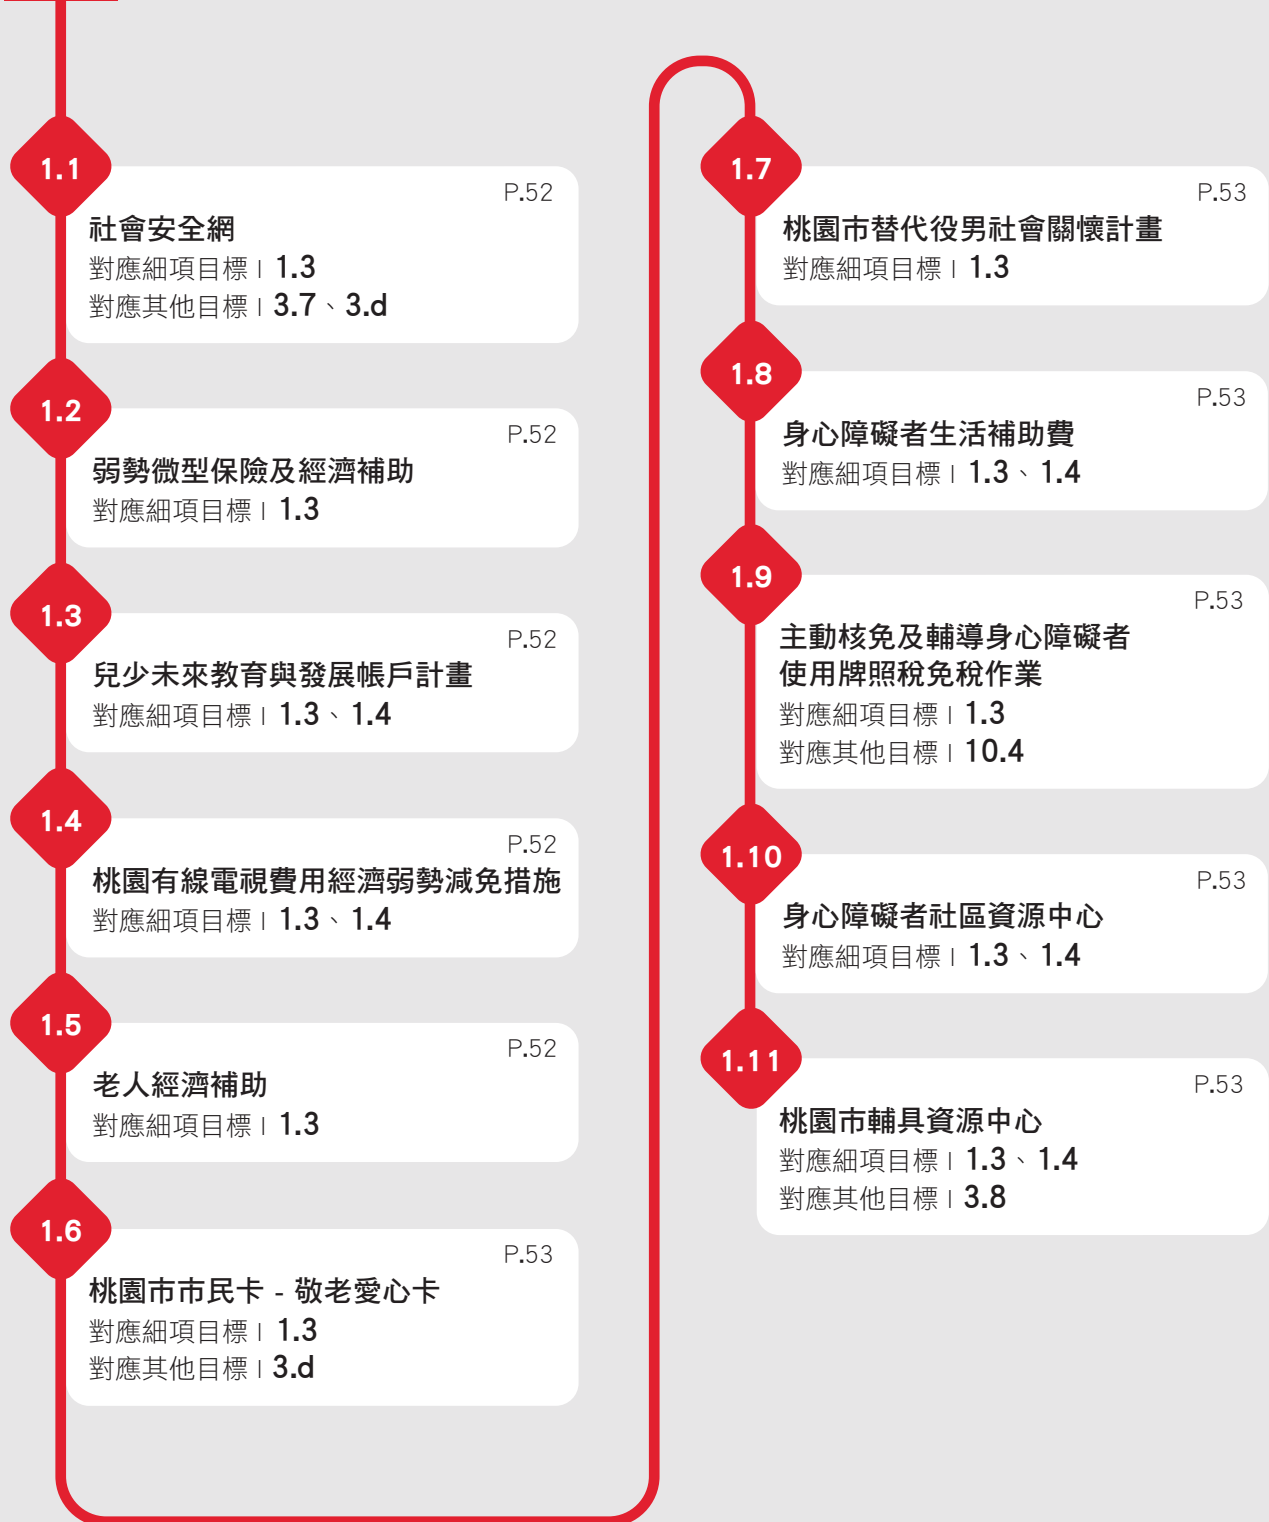 1.1
P.52
社會安全網
對應細項目標 | 1.3
對應其他目標 | 3.7、3.d
1.2
P.52
弱勢微型保險及經濟補助
對應細項目標 | 1.3
1.3
P.52
兒少未來教育與發展帳戶計畫
對應細項目標 | 1.3、1.4
1.4
P.52
桃園有線電視費用經濟弱勢減免措施
對應細項目標 | 1.3、1.4
1.5
P.52
老人經濟補助
對應細項目標 | 1.3
1.6
P.53
桃園市市民卡 - 敬老愛心卡
對應細項目標 | 1.3
對應其他目標 | 3.d
1.7
P.53
桃園市替代役男社會關懷計畫
對應細項目標 | 1.3
1.8
P.53
身心障礙者生活補助費
對應細項目標 | 1.3、1.4
1.9
P.53
主動核免及輔導身心障礙者
使用牌照稅免稅作業
對應細項目標 | 1.3
對應其他目標 | 10.4
1.10
P.53
身心障礙者社區資源中心
對應細項目標 | 1.3、1.4
1.11
P.53
桃園市輔具資源中心
對應細項目標 | 1.3、1.4
對應其他目標 | 3.8